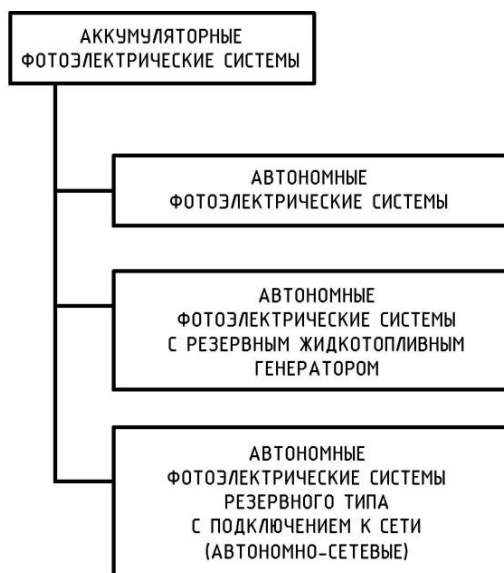 АККУМУЛЯТОРНЫЕ
ФОТОЭЛЕКТРИЧЕСКИЕ СИСТЕМЫ
АВТОНОМНЫЕ
ФОТОЭЛЕКТРИЧЕСКИЕ СИСТЕМЫ
АВТОНОМНЫЕ
ФОТОЭЛЕКТРИЧЕСКИЕ СИСТЕМЫ
С РЕЗЕРВНЫМ ЖИДКОТОПЛИВНЫМ
ГЕНЕРАТОРОМ
АВТОНОМНЫЕ
ФОТОЭЛЕКТРИЧЕСКИЕ СИСТЕМЫ
РЕЗЕРВНОГО ТИПА
С ПОДКЛЮЧЕНИЕМ К СЕТИ
(АВТОНОМНО-СЕТЕВЫЕ)